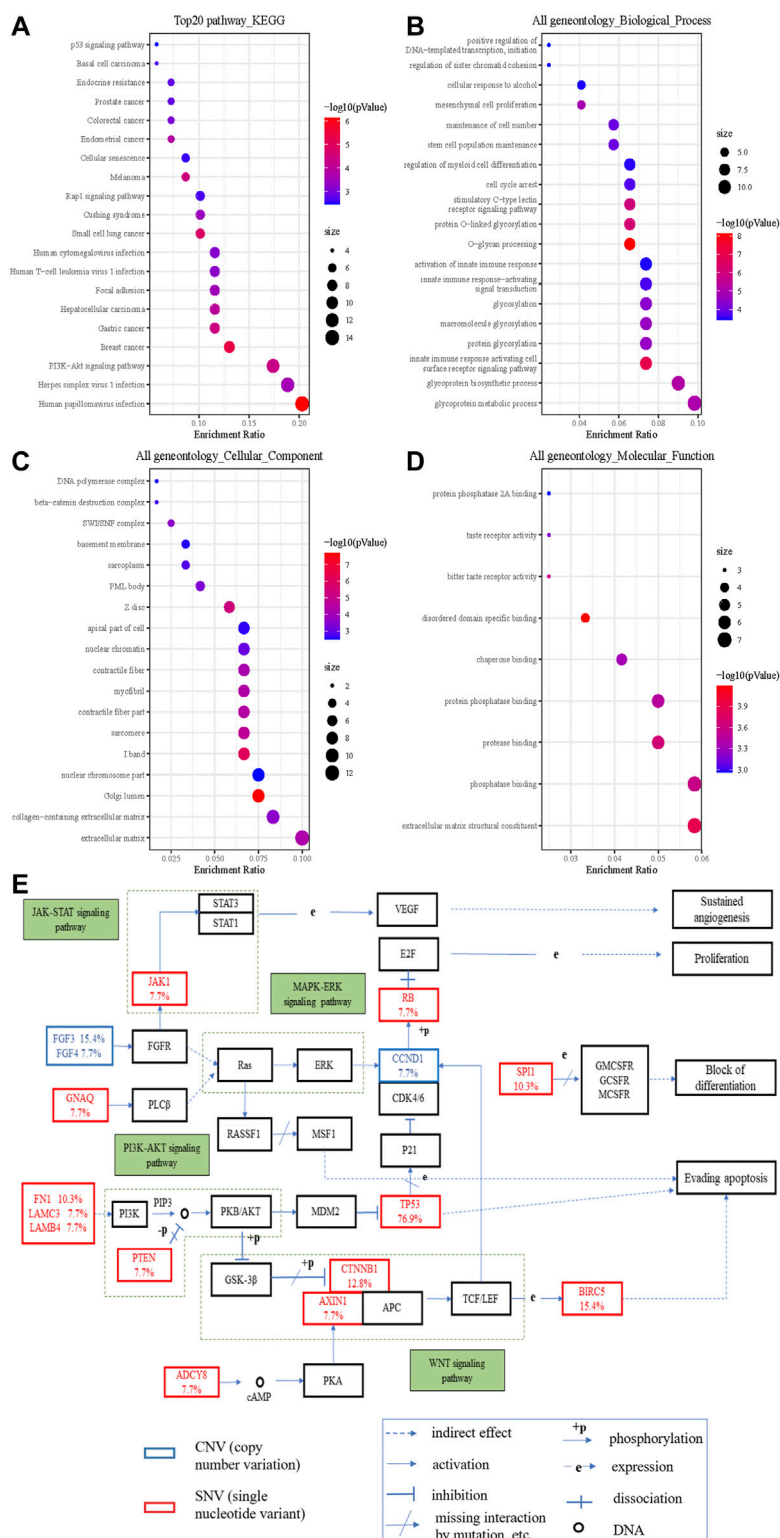 A
Top20 pathway_KEGG
p53 signaling pathway
Basal cell carcinoma
Endocrine resistance
Prostate cancer
Colorectal cancer
Endometrial cancer
Cellular senescence
Melanoma
Rap1 signaling pathway
Cushing syndrome
Small cell lung cancer
Human cytomegalovirus infection
Human T-cell leukemia virus 1 infection
Focal adhesion
Hepatocellular carcinoma
Gastric cancer
Breast cancer
PI3K-Akt signaling pathway
Herpes simplex virus 1 infection
Human papillomavirus infection
0.10
0.15
0.20
Enrichment Ratio
−log10(pValue)
6
5
4
3
size
4
6
8
10
12
14
B
All geneontology_Biological_Process
positive regulation of
DNA-templated transcription, initiation
regulation of sister chromatid cohesion
cellular response to alcohol
mesenchymal cell proliferation
maintenance of cell number
stem cell population maintenance
regulation of myeloid cell differentiation
cell cycle arrest
stimulatory C-type lectin
receptor signaling pathway
protein O-linked glycosylation
O-glycan processing
activation of innate immune response
innate immune response-activating
signal transduction
glycosylation
macromolecule glycosylation
protein glycosylation
innate immune response activating cell
surface receptor signaling pathway
glycoprotein biosynthetic process
glycoprotein metabolic process
0.04
0.06
0.08
0.10
Enrichment Ratio
size
5.0
7.5
10.0
−log10(pValue)
8
7
6
5
4
C
All geneontology_Cellular_Component
DNA polymerase complex
beta-catenin destruction complex
SWI/SNF complex
basement membrane
sarcoplasm
PML body
Z disc
apical part of cell
nuclear chromatin
contractile fiber
myofibril
contractile fiber part
sarcomere
I band
nuclear chromosome part
Golgi lumen
collagen-containing extracellular matrix
extracellular matrix
0.025
0.050
0.075
0.100
Enrichment Ratio
−log10(pValue)
7
6
5
4
3
size
2
4
6
8
10
12
D
All geneontology_Molecular_Function
protein phosphatase 2A binding
taste receptor activity
bitter taste receptor activity
disordered domain specific binding
chaperone binding
protein phosphatase binding
protease binding
phosphatase binding
extracellular matrix structural constituent
0.03
0.04
0.05
0.06
Enrichment Ratio
size
3
4
5
6
7
−log10(pValue)
3.9
3.6
3.3
3.0
E
JAK-STAT signaling
pathway
STAT3
STAT1
e
VEGF
Sustained
angiogenesis
E2F
e
Proliferation
JAK1
7.7%
MAPK-ERK
signaling pathway
RB
7.7%
+p
FGF3 15.4%
FGF4 7.7%
FGFR
Ras
ERK
CCND1
7.7%
CDK4/6
SPI1
10.3%
e
GMCSFR
GCSFR
MCSFR
Block of
differentiation
GNAQ
7.7%
PLCβ
PI3K-AKT signaling
pathway
RASSF1
MSF1
P21
e
Evading apoptosis
FN1 10.3%
LAMC3 7.7%
LAMB4 7.7%
PI3K
PIP3
-p
PKB/AKT
MDM2
TP53
76.9%
PTEN
7.7%
+p
GSK-3β
+p
CTNNB1
12.8%
AXIN1
7.7%
APC
TCF/LEF
e
BIRC5
15.4%
WNT signaling
pathway
ADCY8
7.7%
cAMP
PKA
CNV (copy
number variation)
SNV (single
nucleotide variant)
indirect effect
activation
inhibition
missing interaction
by mutation, etc.
+p
phosphorylation
e
expression
dissociation
DNA